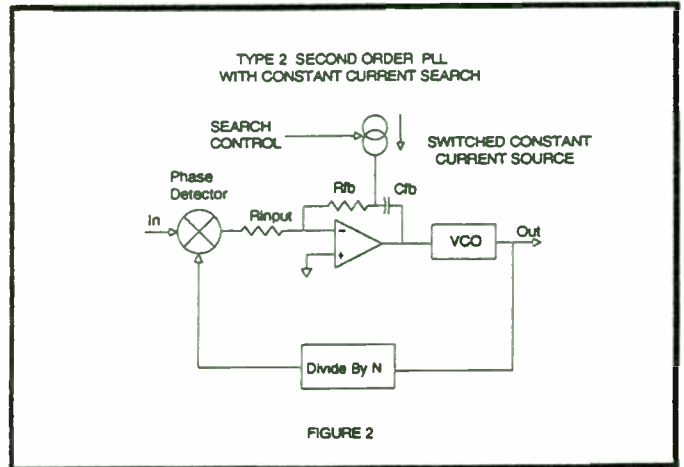 TYPE 2 SECOND ORDER PLL
WITH CONSTANT CURRENT SEARCH
SEARCH
CONTROL
SWITCHED CONSTANT
CURRENT SOURCE
Phase
Detector
Rfb
Cfb
In
Rinput
-
+
VCO
Out
Divide By N
FIGURE 2